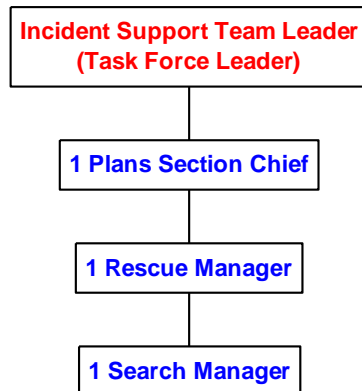 Incident Support Team Leader
(Task Force Leader)
1 Plans Section Chief
1 Rescue Manager
1 Search Manager